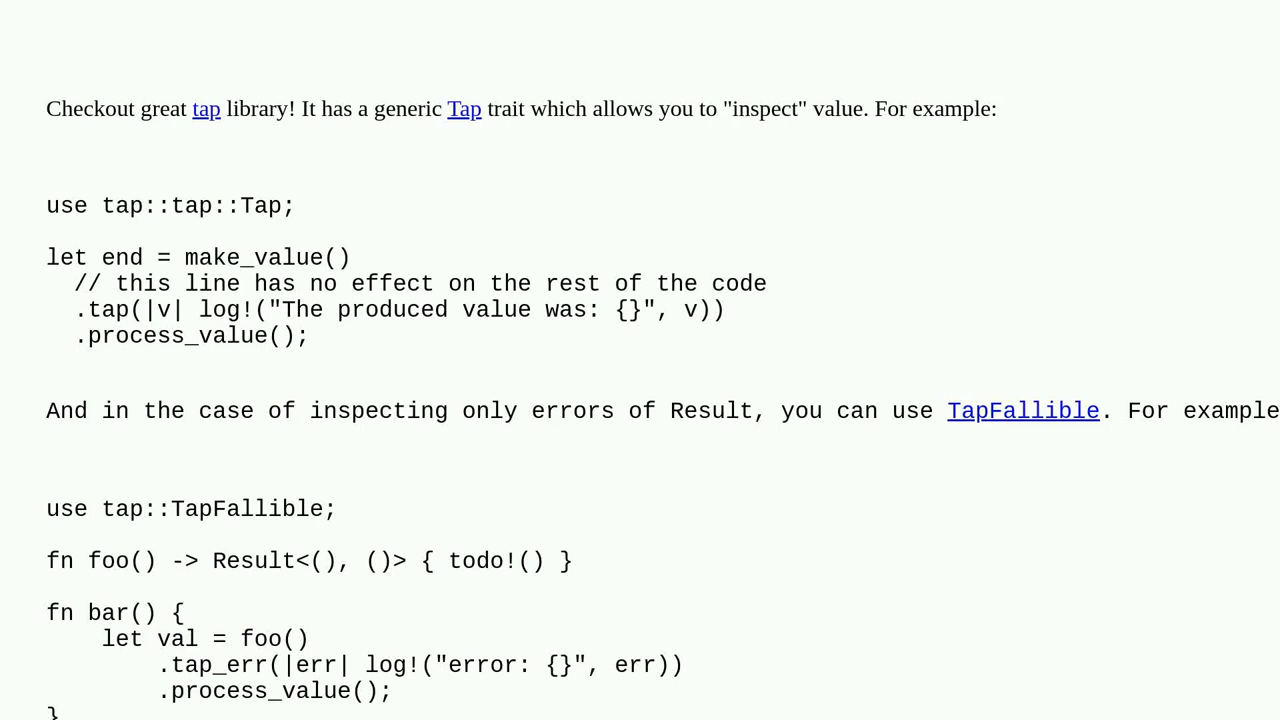 Checkout great tap library! It has a generic Tap trait which allows you to "inspect" value. For example:
use tap::tap::Tap;
let end = make_value()
  // this line has no effect on the rest of the code
  .tap(|v| log!("The produced value was: {}", v))
  .process_value();
And in the case of inspecting only errors of Result, you can use TapFallible. For example
use tap::TapFallible;
fn foo() -> Result<(), ()> { todo!() }
fn bar() {
    let val = foo()
        .tap_err(|err| log!("error: {}", err))
        .process_value();
}